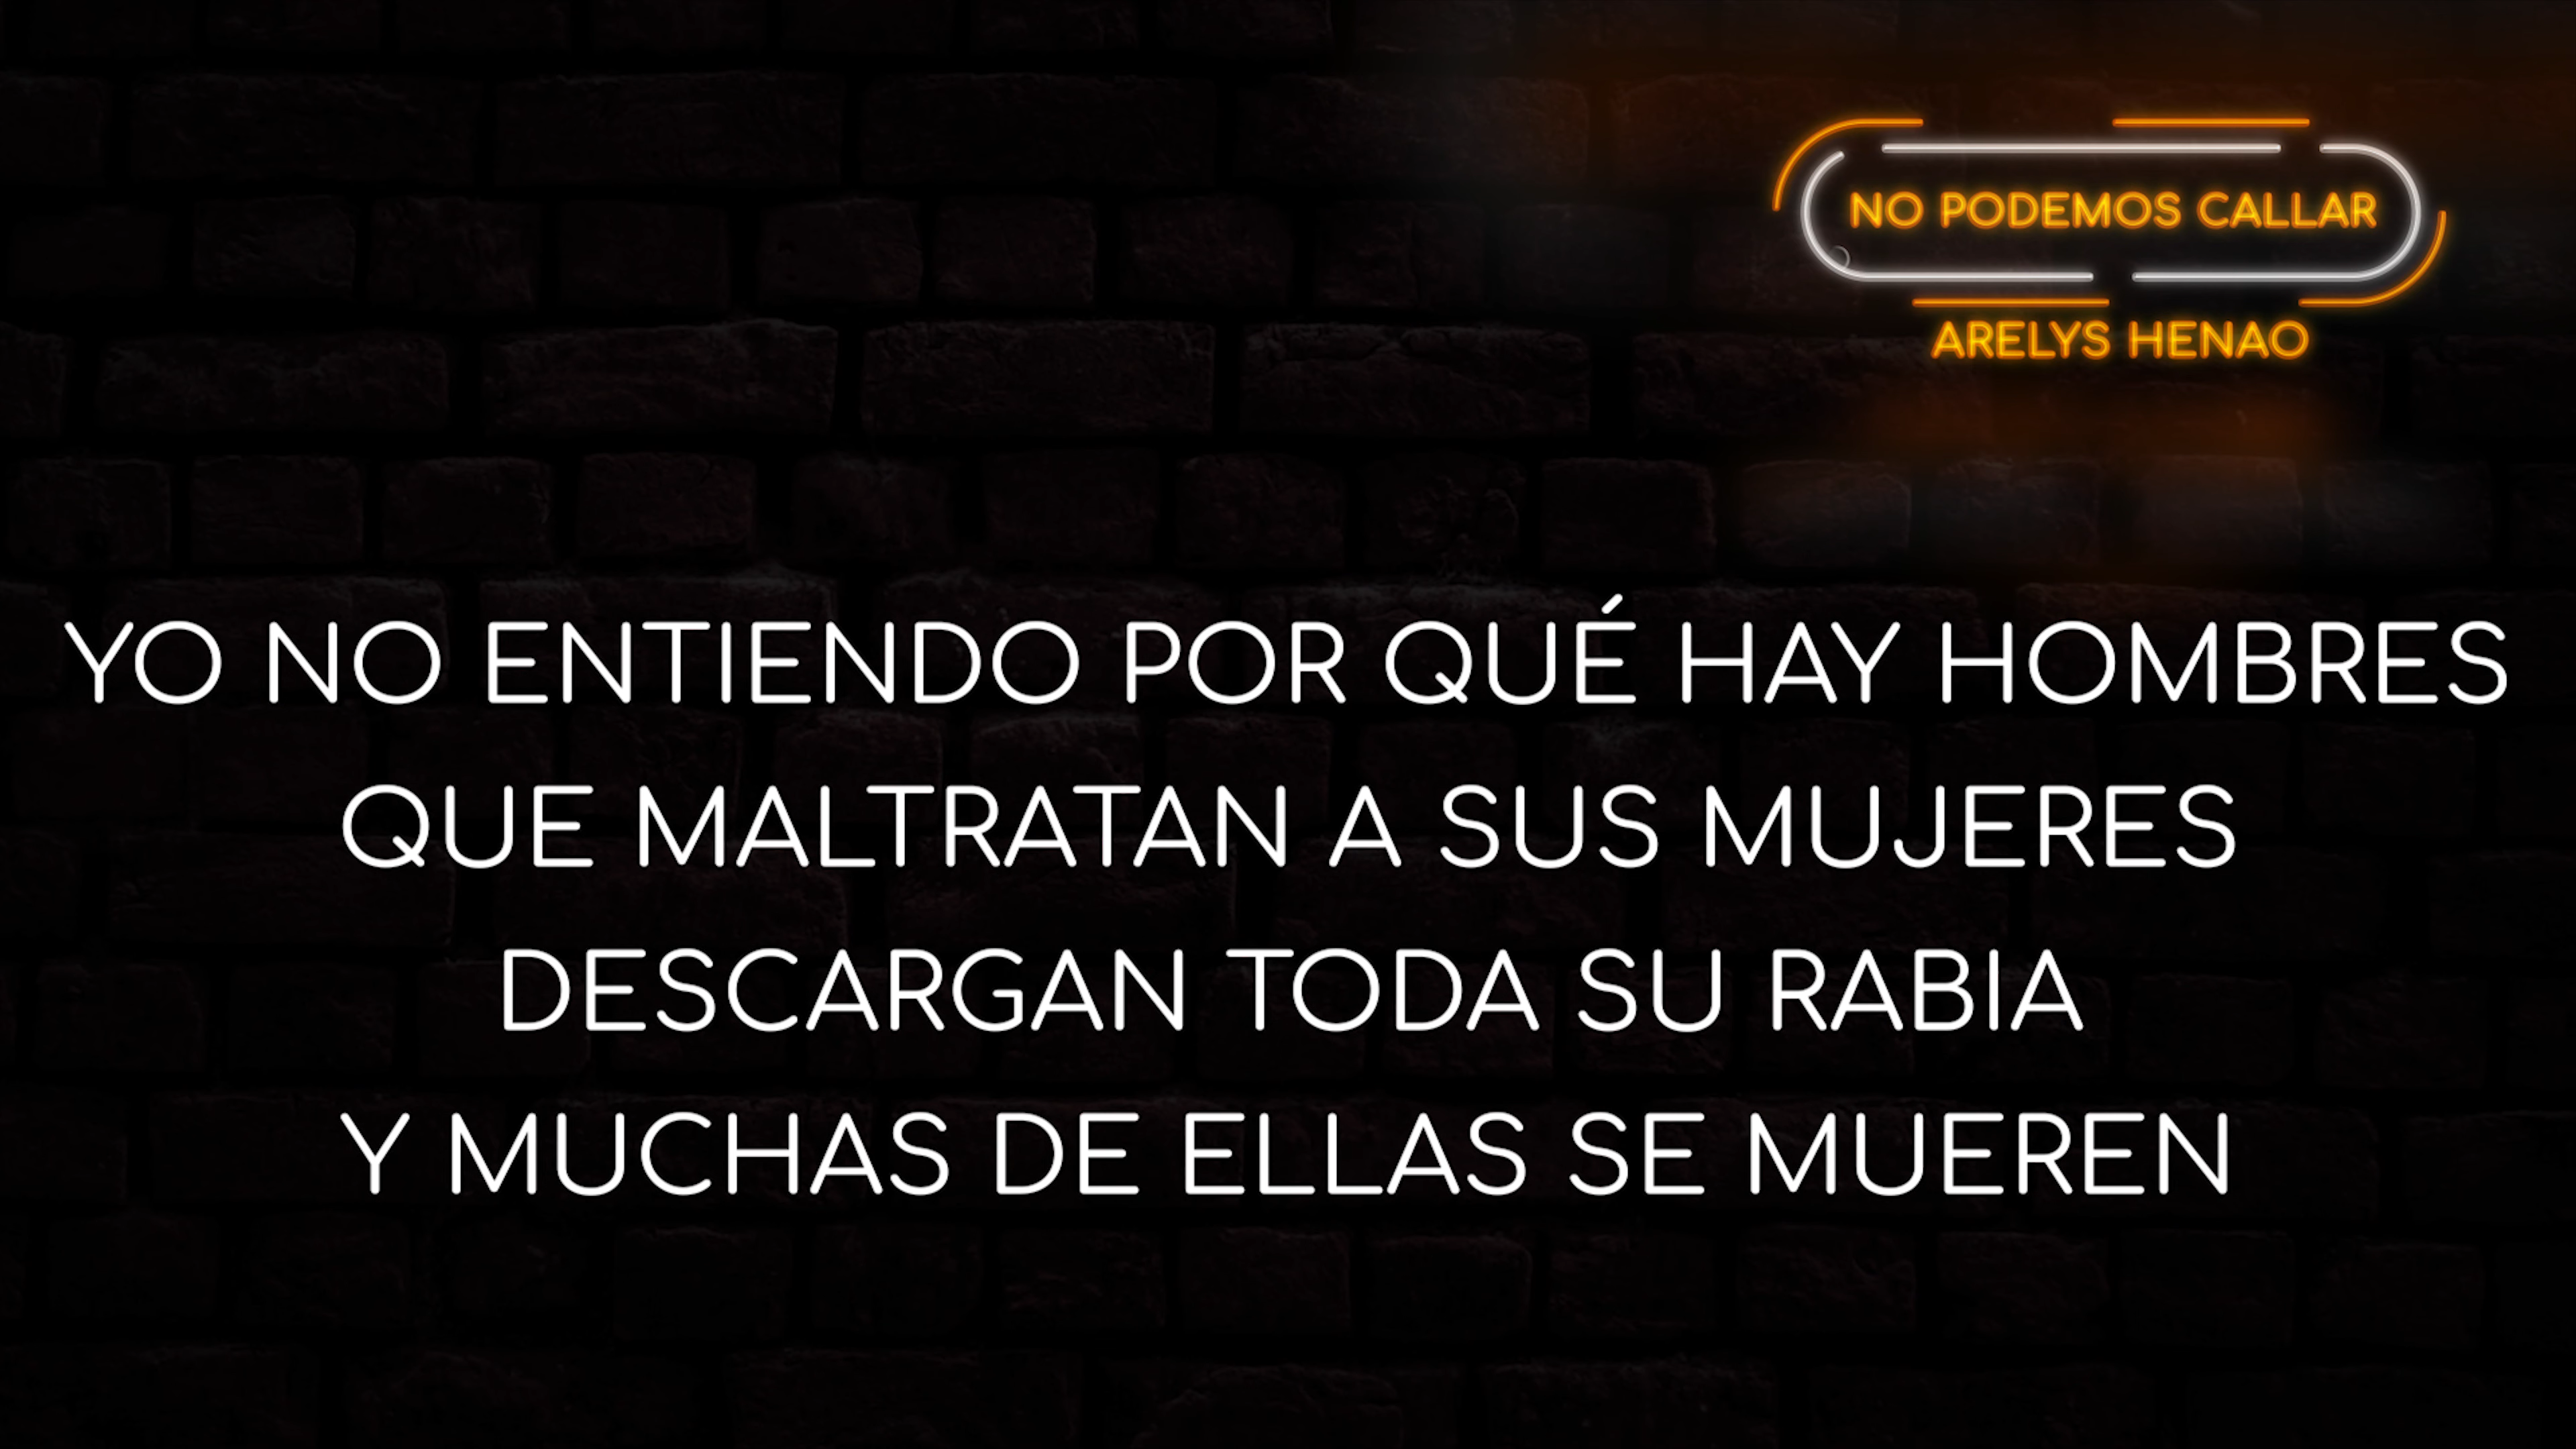 NO PODEMOS CALLAR
ARELYS HENAO
YO NO ENTIENDO POR QUÉ HAY HOMBRES
QUE MALTRATAN A SUS MUJERES
DESCARGAN TODA SU RABIA
Y MUCHAS DE ELLAS SE MUEREN